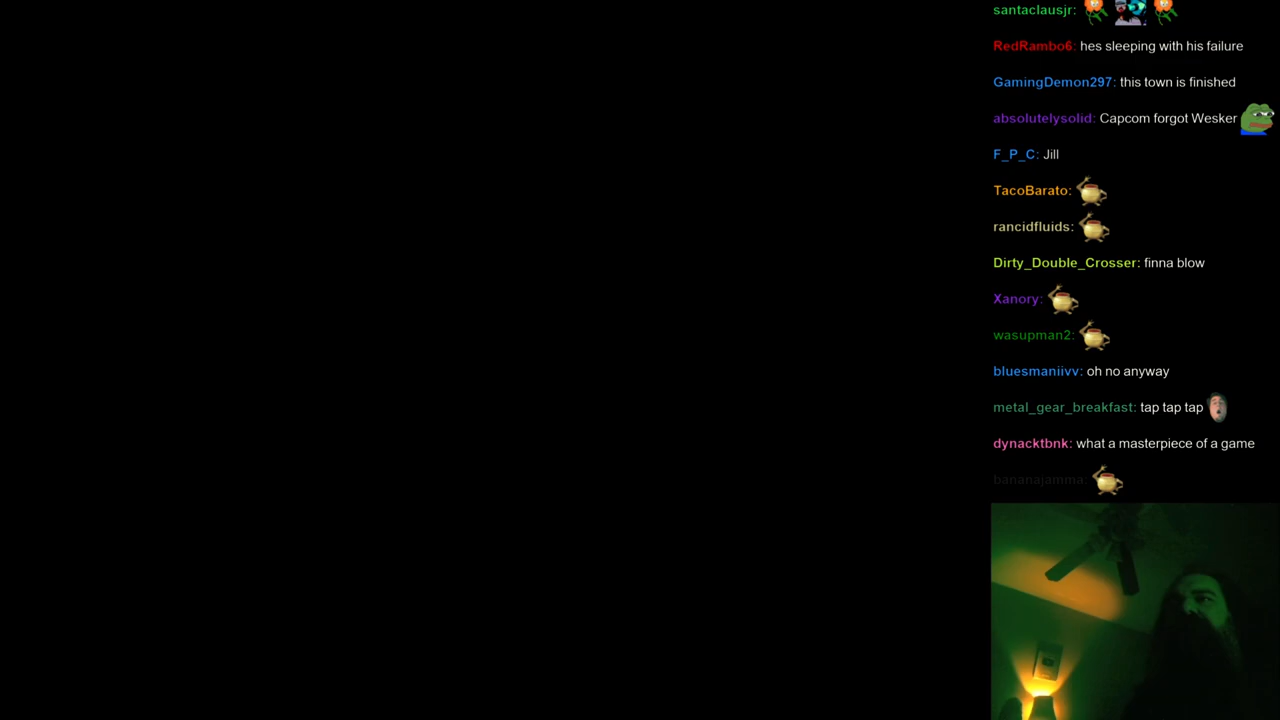 santaclausjr:
RedRambo6: hes sleeping with his failure
GamingDemon297: this town is finished
absolutelysolid: Capcom forgot Wesker
F_P_C: Jill
TacoBarato:
rancidfluids:
Dirty_Double_Crosser: finna blow
Xanory:
wasupman2:
bluesmaniivv: oh no anyway
metal_gear_breakfast: tap tap tap
dynacktbnk: what a masterpiece of a game
bananajamma: